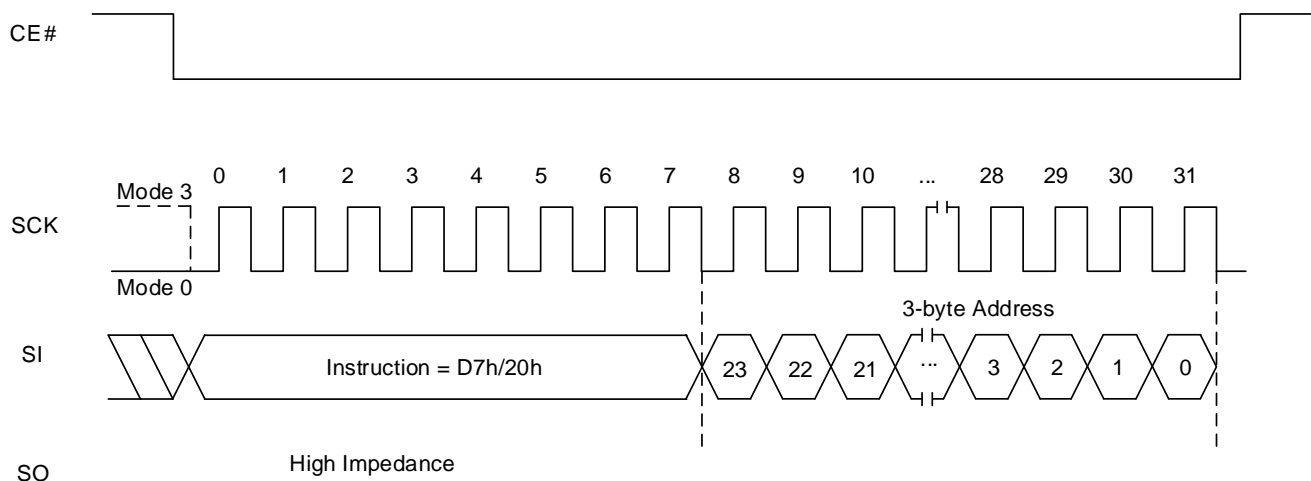 CE#
0 1 2 3 4 5 6 7 8 9 10 ... 28 29 30 31
Mode 3
SCK
Mode 0
3-byte Address
SI
Instruction = D7h/20h
23 22 21 ... 3 2 1 0
High Impedance
SO